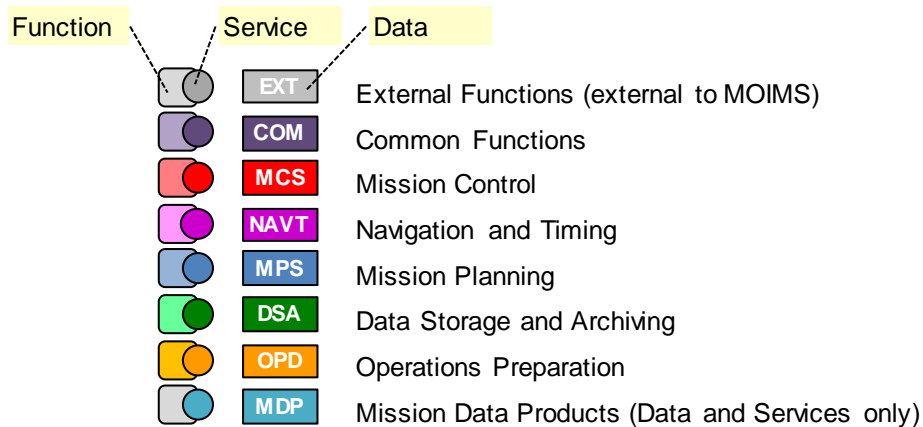 Function Service Data
EXT External Functions (external to MOIMS)
COM Common Functions
MCS Mission Control
NAVT Navigation and Timing
MPS Mission Planning
DSA Data Storage and Archiving
OPD Operations Preparation
MDP Mission Data Products (Data and Services only)